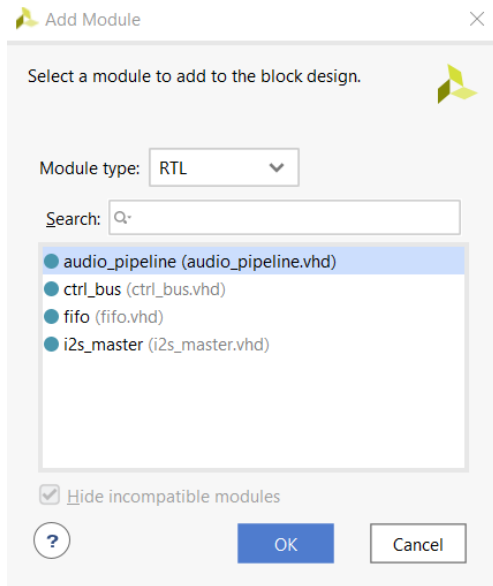 Add Module
Select a module to add to the block design.
Module type: RTL
Search:
audio_pipeline (audio_pipeline.vhd)
ctrl_bus (ctrl_bus.vhd)
fifo (fifo.vhd)
i2s_master (i2s_master.vhd)
Hide incompatible modules
? OK Cancel